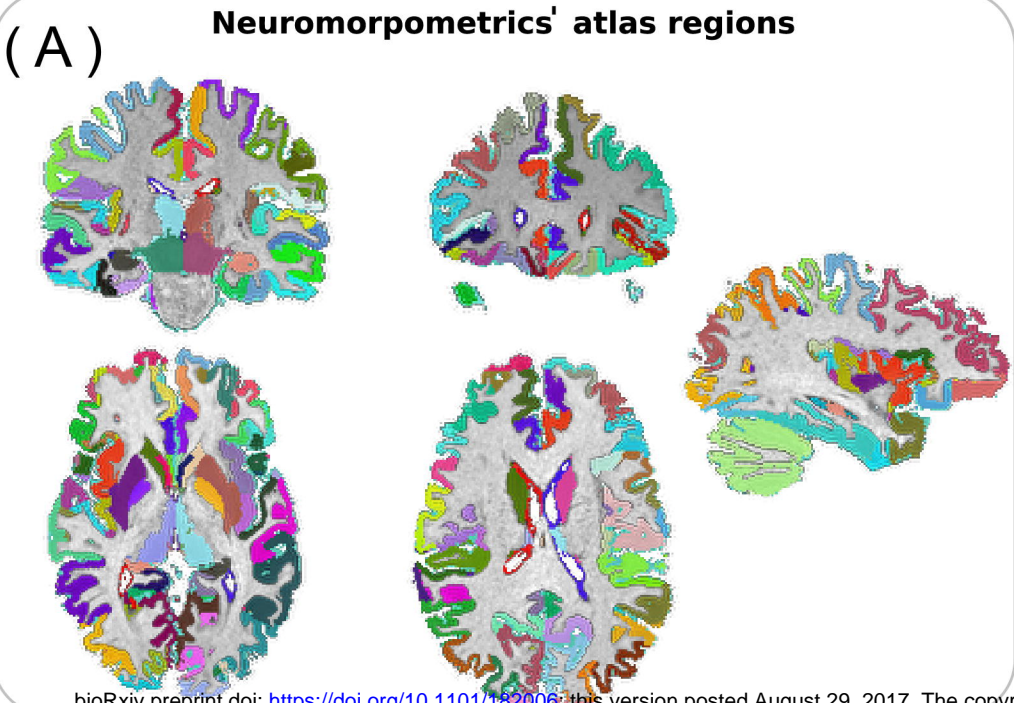 Neuromorpometrics' atlas regions
( A )
bioRxiv preprint doi: https://doi.org/10.1101/182006; this version posted August 29, 2017. The copyr